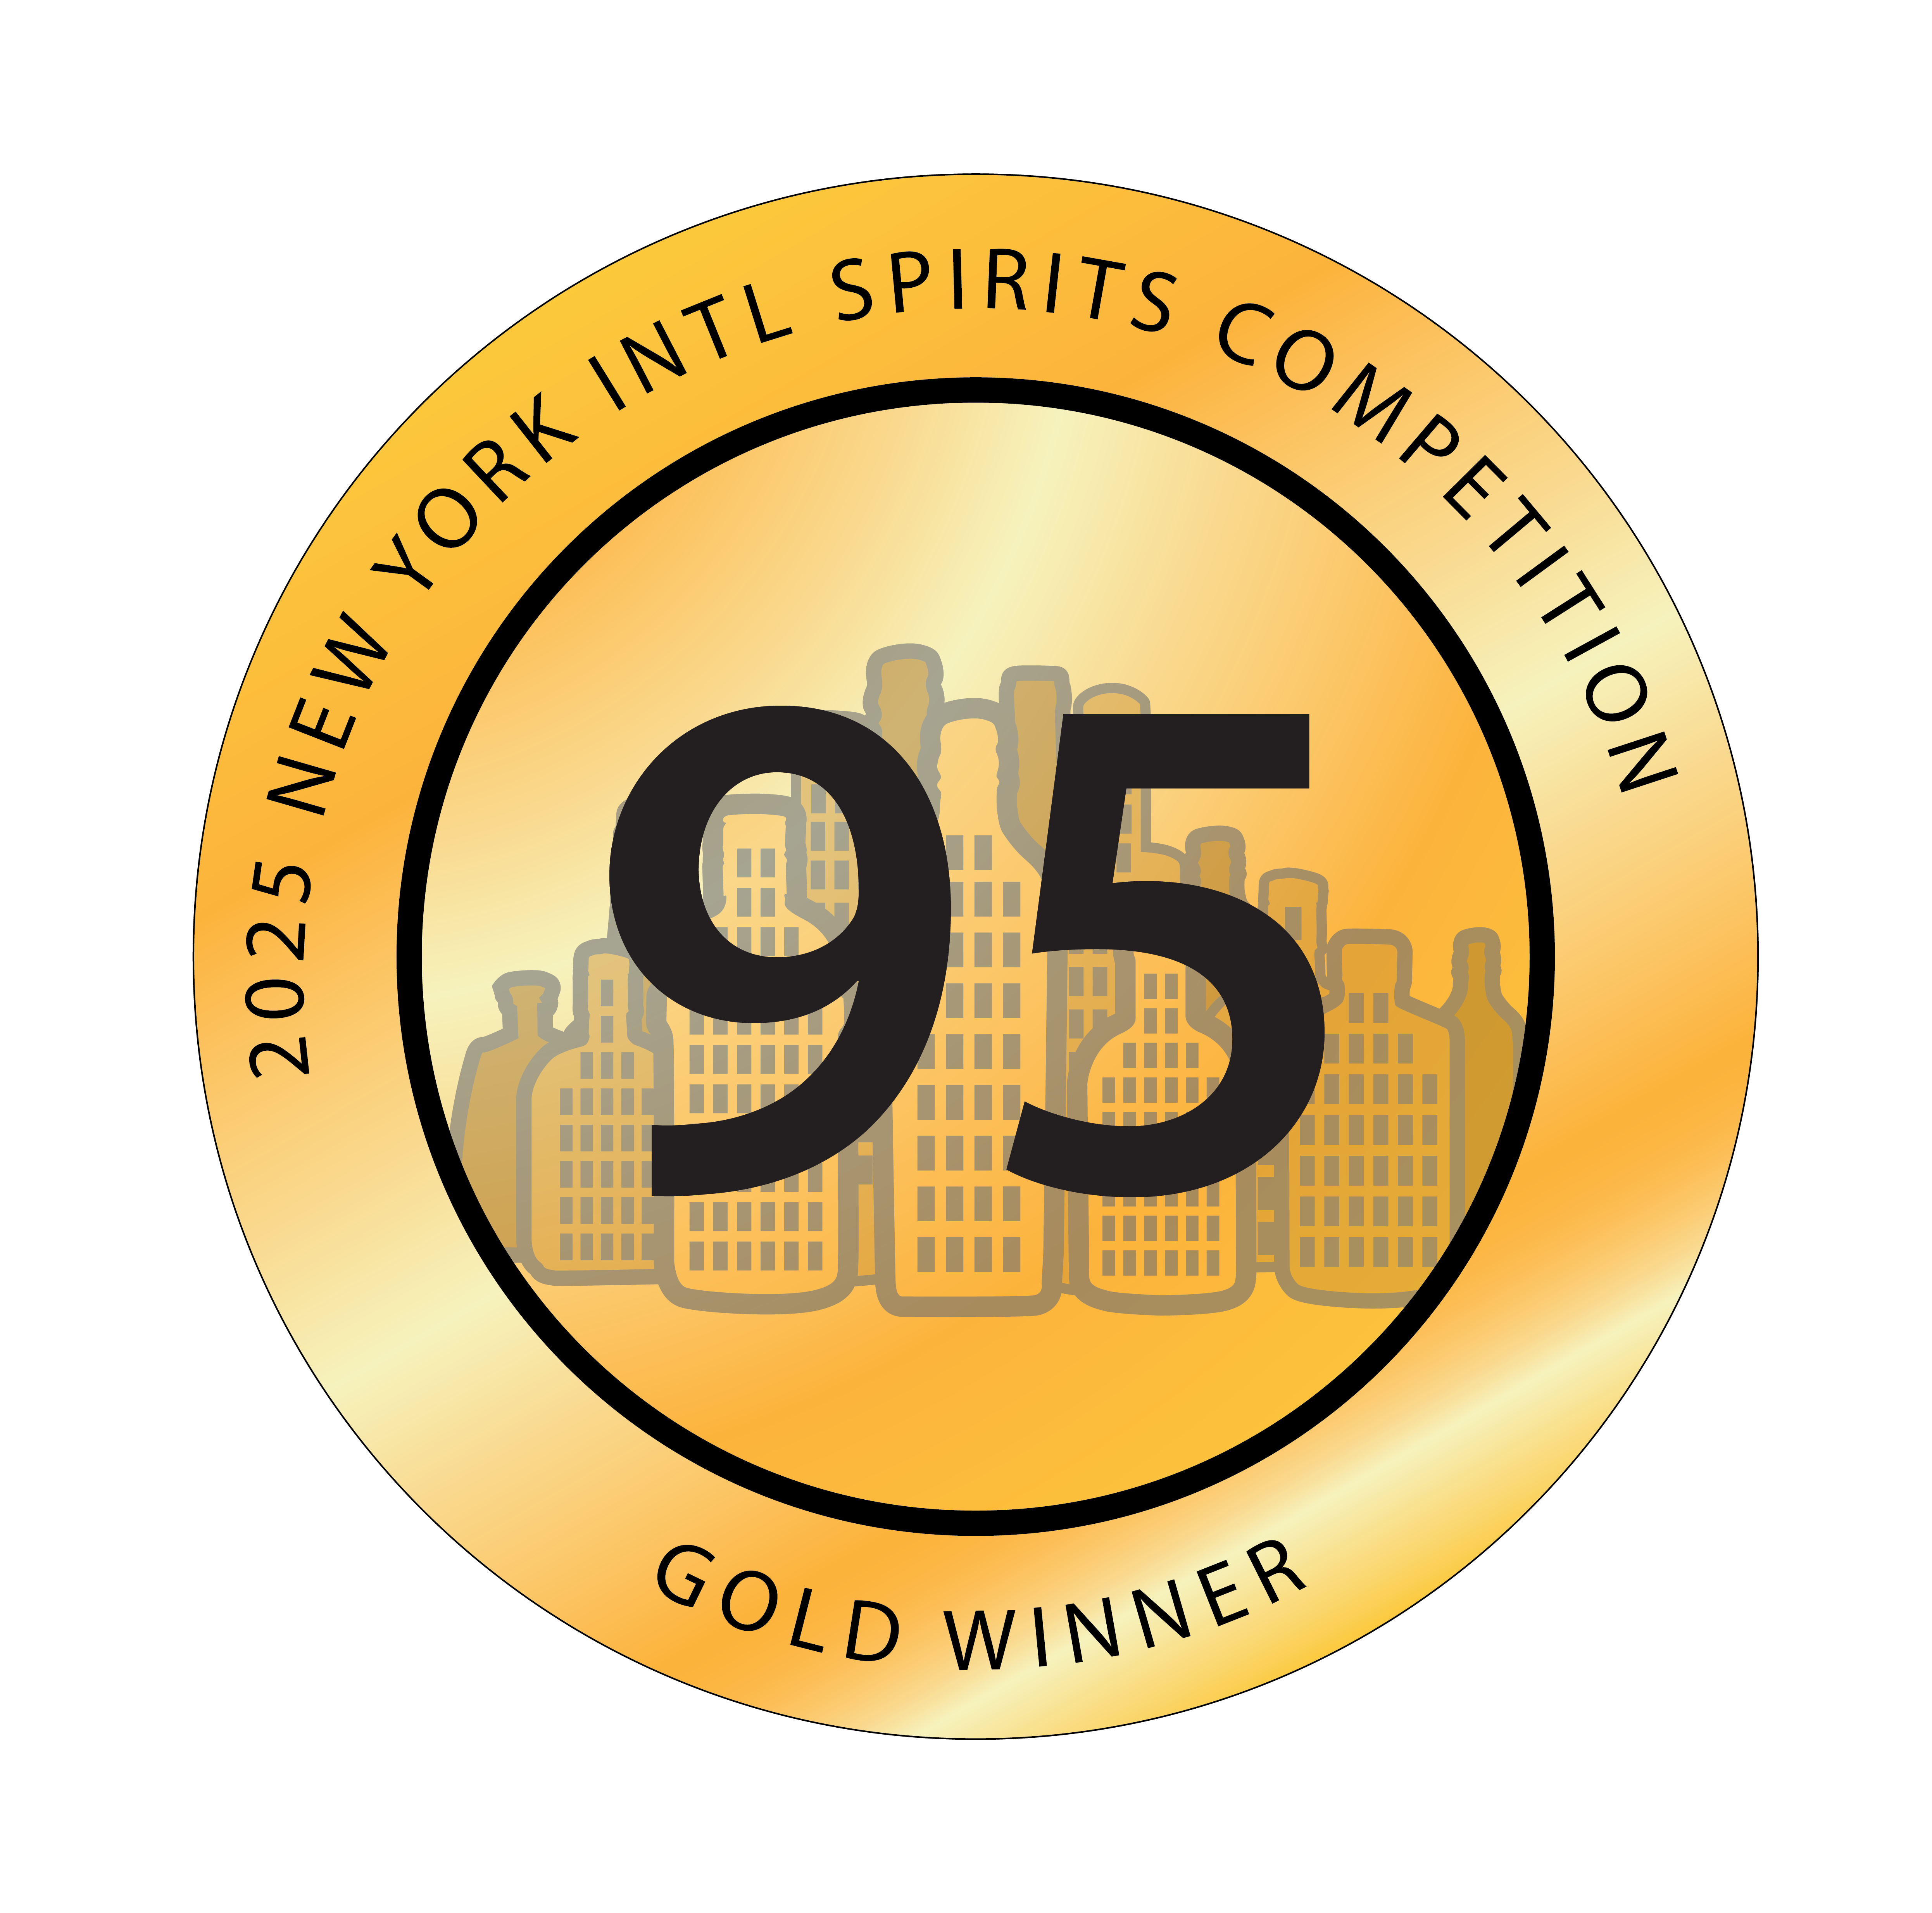 2025 NEW YORK INTL SPIRITS COMPETITION
95
GOLD WINNER